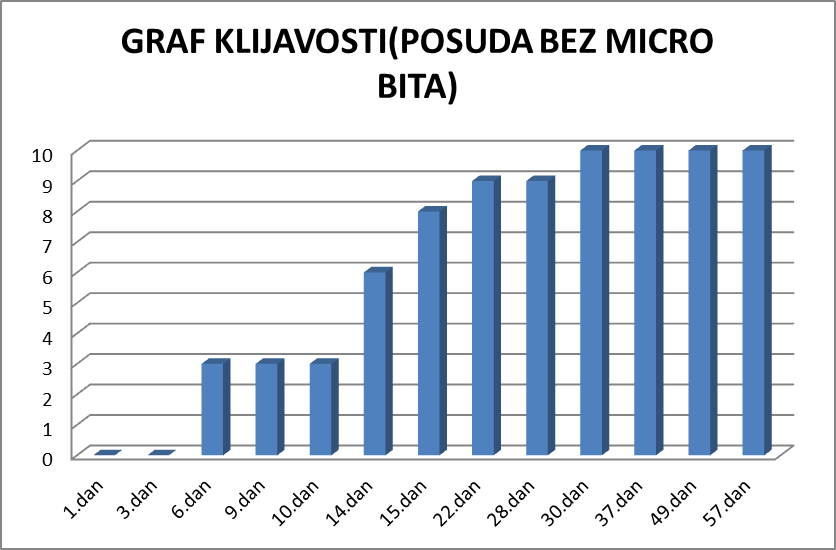 GRAF KLIJAVOSTI(POSUDA BEZ MICRO
BITA)
10
9
8
7
6
5
4
3
2
1
0
1.dan
3.dan
6.dan
9.dan
10.dan
14.dan
15.dan
22.dan
28.dan
30.dan
37.dan
49.dan
57.dan